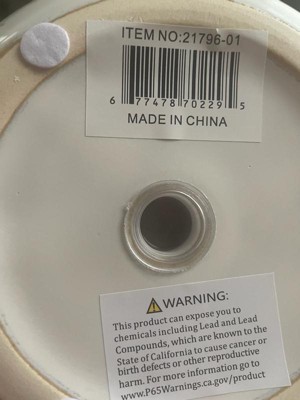 ITEM NO:21796-01
6 77478 70229 5
MADE IN CHINA
WARNING:
This product can expose you to
chemicals including Lead and Lead
Compounds, which are known to the
State of California to cause cancer or
birth defects or other reproductive
harm. For more information go to
www.P65Warnings.ca.gov/product